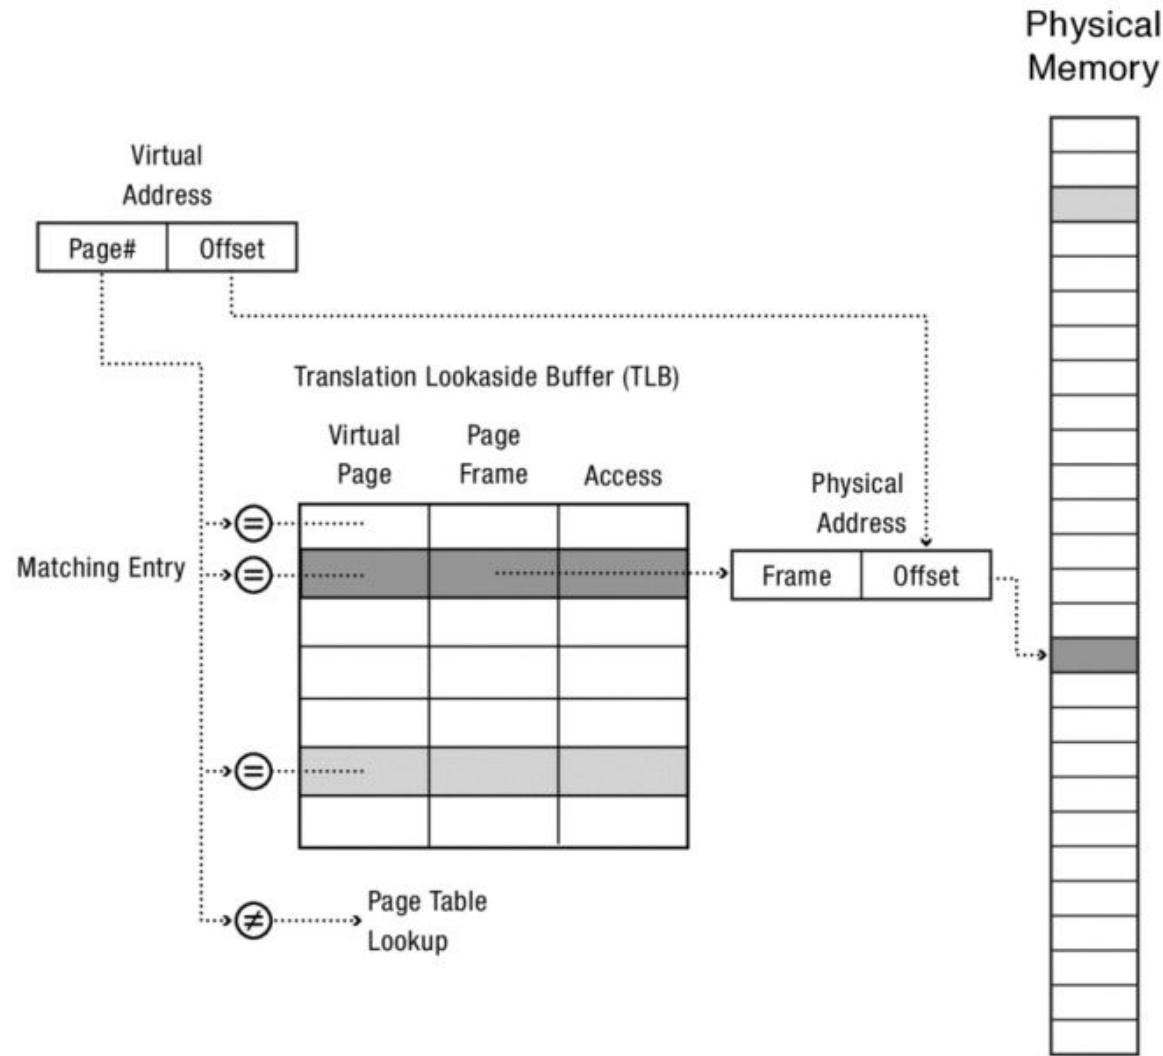 Physical
Memory
Virtual
Address
Page#
Offset
Translation Lookaside Buffer (TLB)
Virtual
Page
Page
Frame
Access
Physical
Address
=
Matching Entry
=
Frame
Offset
=
≠
Page Table
Lookup